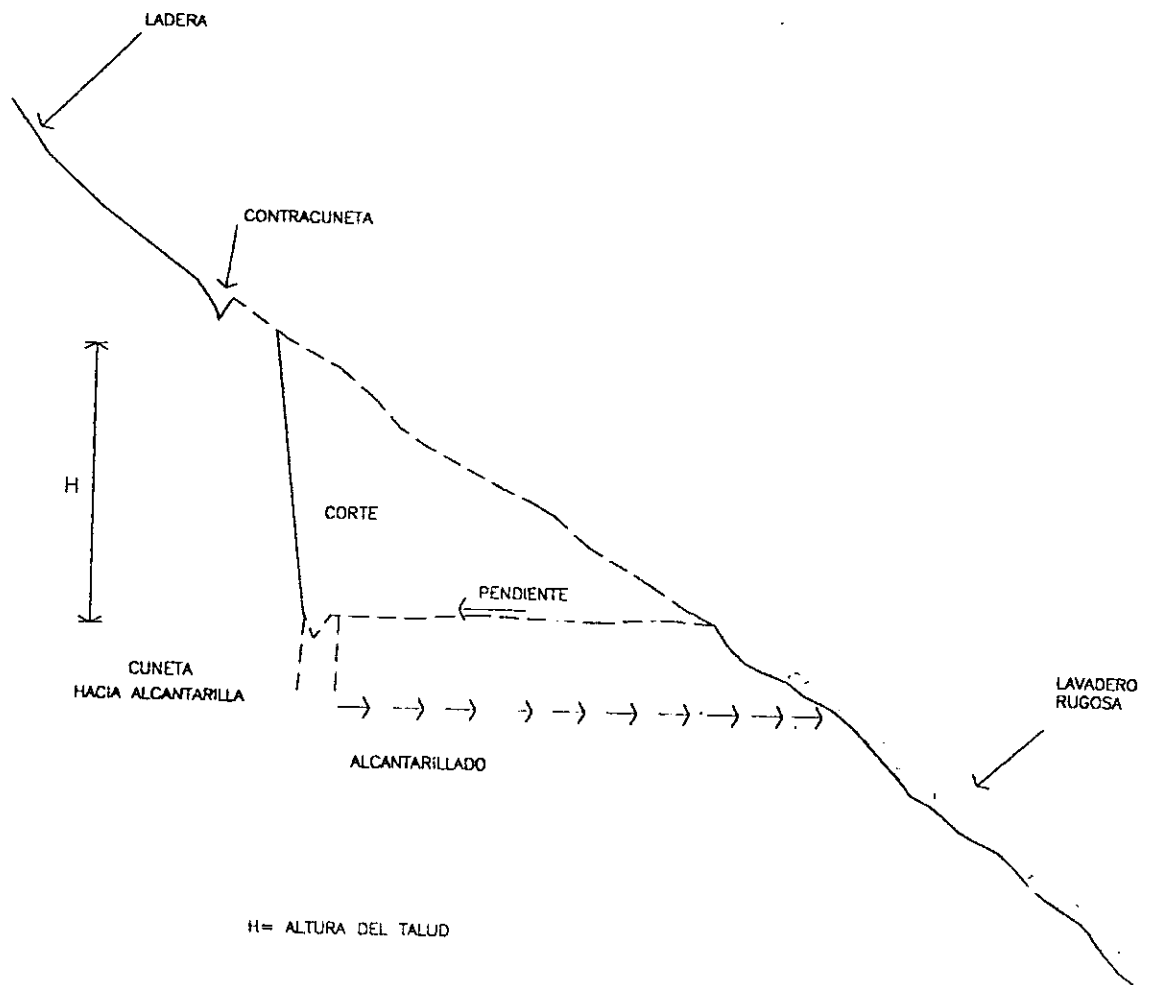 LADERA
CONTRACUNETA
H
CORTE
PENDIENTE
CUNETA
HACIA ALCANTARILLA
LAVADERO
RUGOSA
ALCANTARILLADO
H= ALTURA DEL TALUD